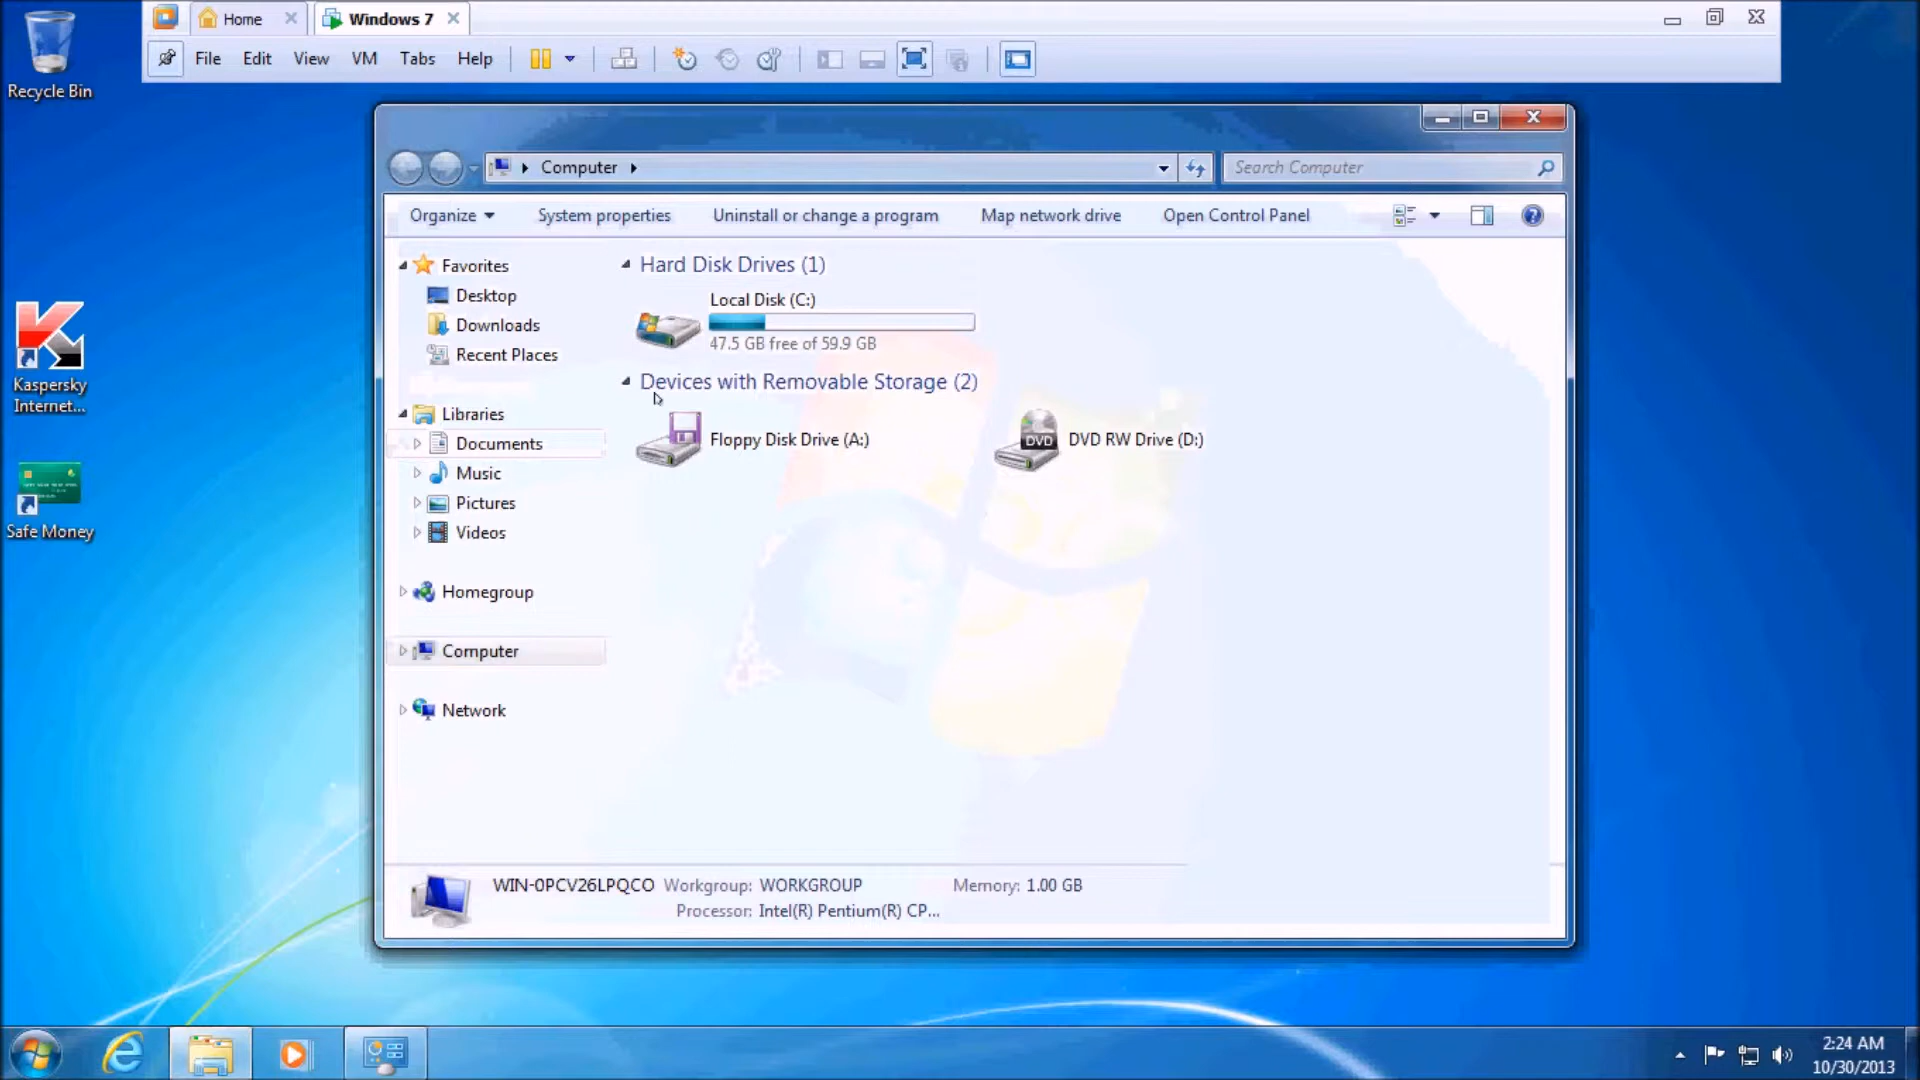 Home
Windows 7
File Edit View VM Tabs Help
Recycle Bin
Kaspersky
Internet...
Safe Money
Computer
Search Computer
Organize System properties Uninstall or change a program Map network drive Open Control Panel
Favorites
Desktop
Downloads
Recent Places
Libraries
Documents
Music
Pictures
Videos
Homegroup
Computer
Network
Hard Disk Drives (1)
Local Disk (C:)
47.5 GB free of 59.9 GB
Devices with Removable Storage (2)
Floppy Disk Drive (A:)
DVD
DVD RW Drive (D:)
WIN-0PCV26LPQCO Workgroup: WORKGROUP Memory: 1.00 GB
Processor: Intel(R) Pentium(R) CP...
2:24 AM
10/30/2013